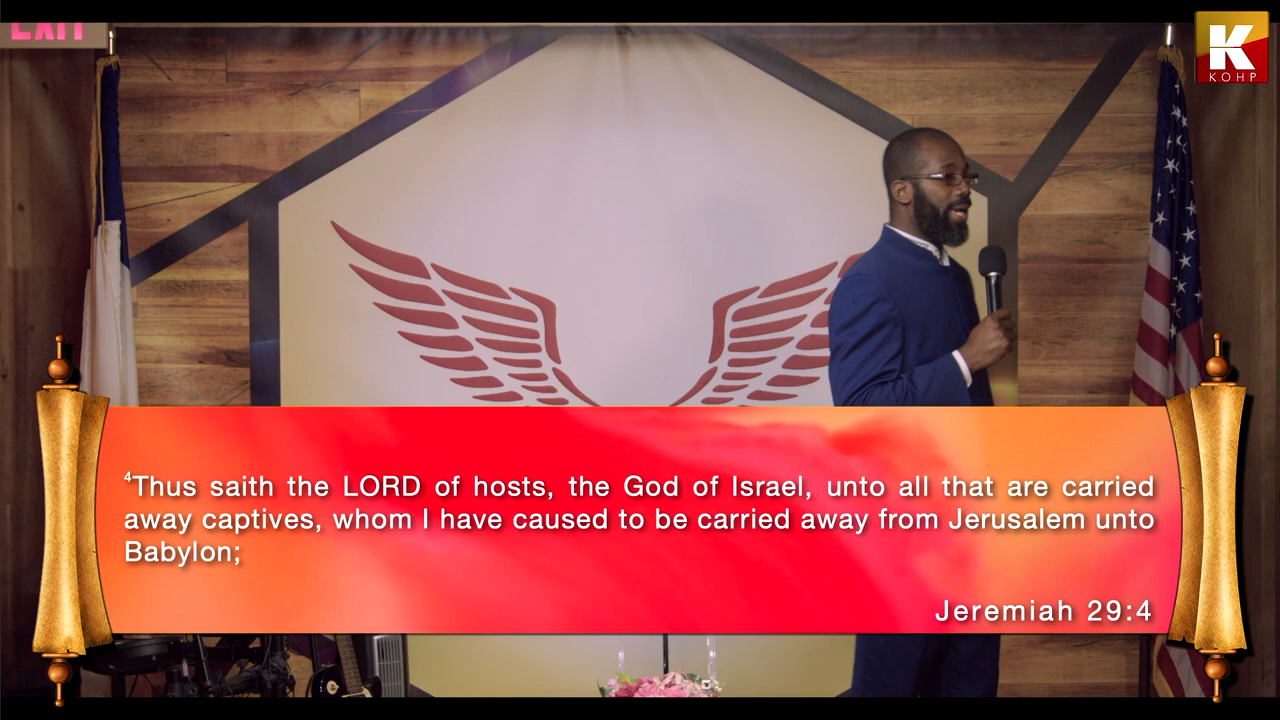 EXIT
K
KOHP
⁴Thus saith the LORD of hosts, the God of Israel, unto all that are carried
away captives, whom I have caused to be carried away from Jerusalem unto
Babylon;
Jeremiah 29:4